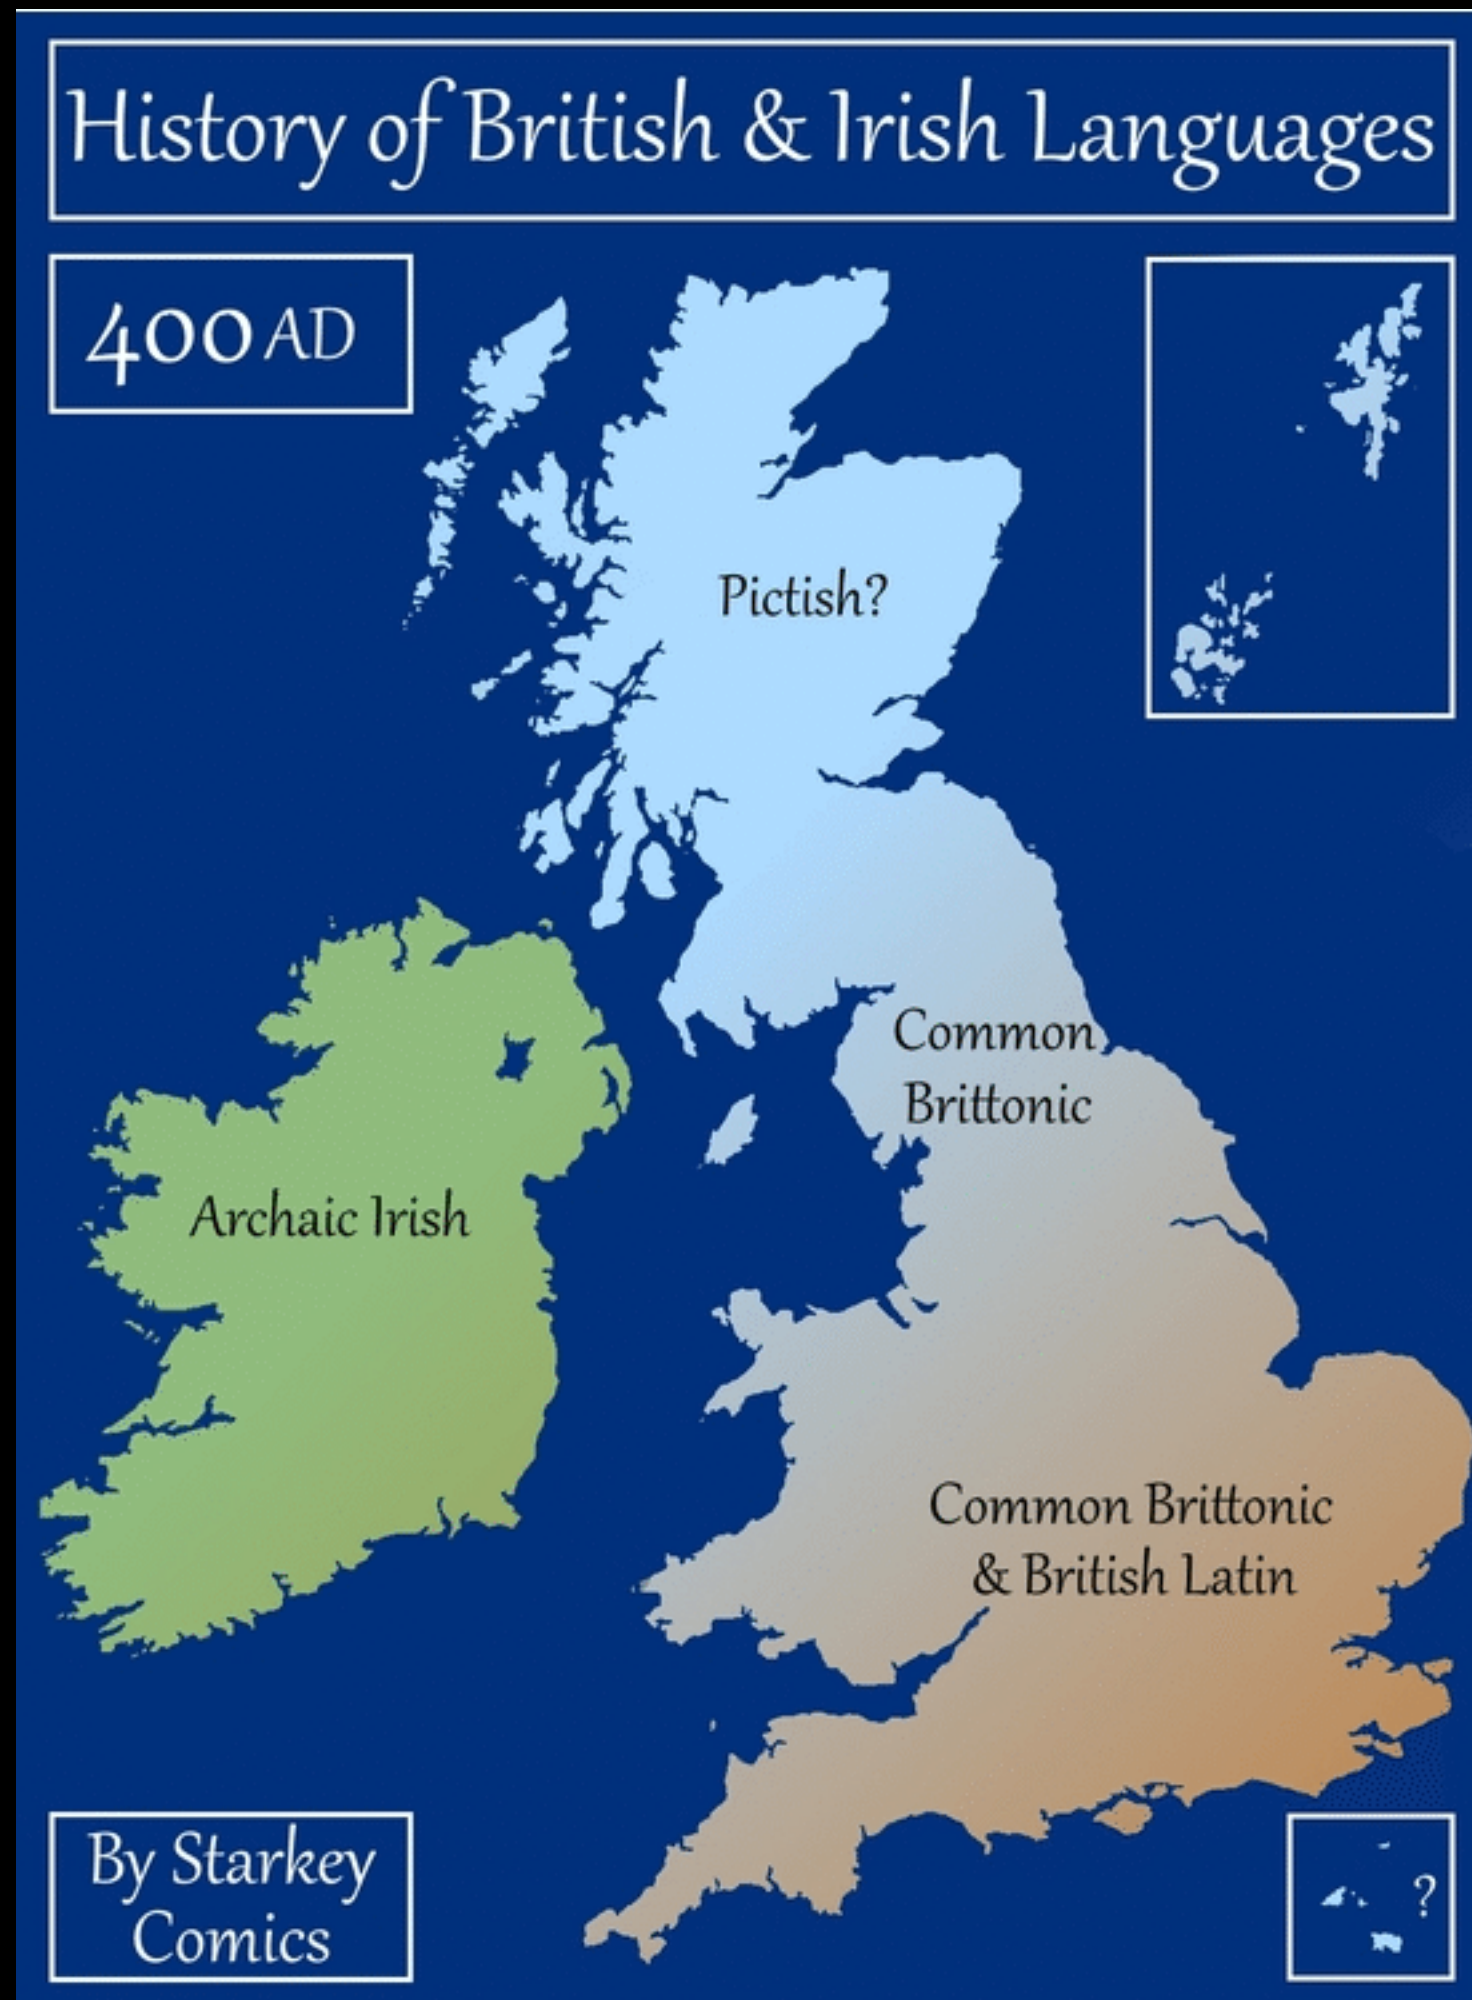 History of British & Irish Languages
400 AD
Pictish?
Common
Brittonic
Archaic Irish
Common Brittonic
& British Latin
By Starkey
Comics
?